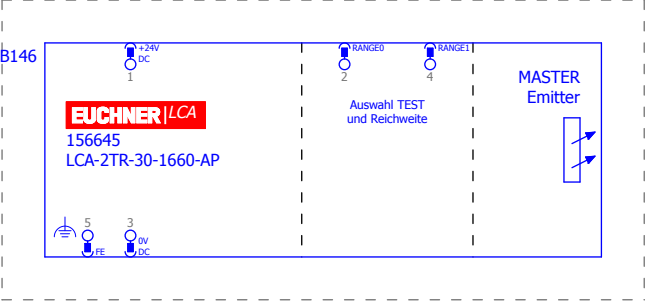 B146
+24V
DC
1
RANGE0
2
RANGE1
4
MASTER
Emitter
EUCHNER LCA
Auswahl TEST
und Reichweite
156645
LCA-2TR-30-1660-AP
5
FE
3
0V
DC